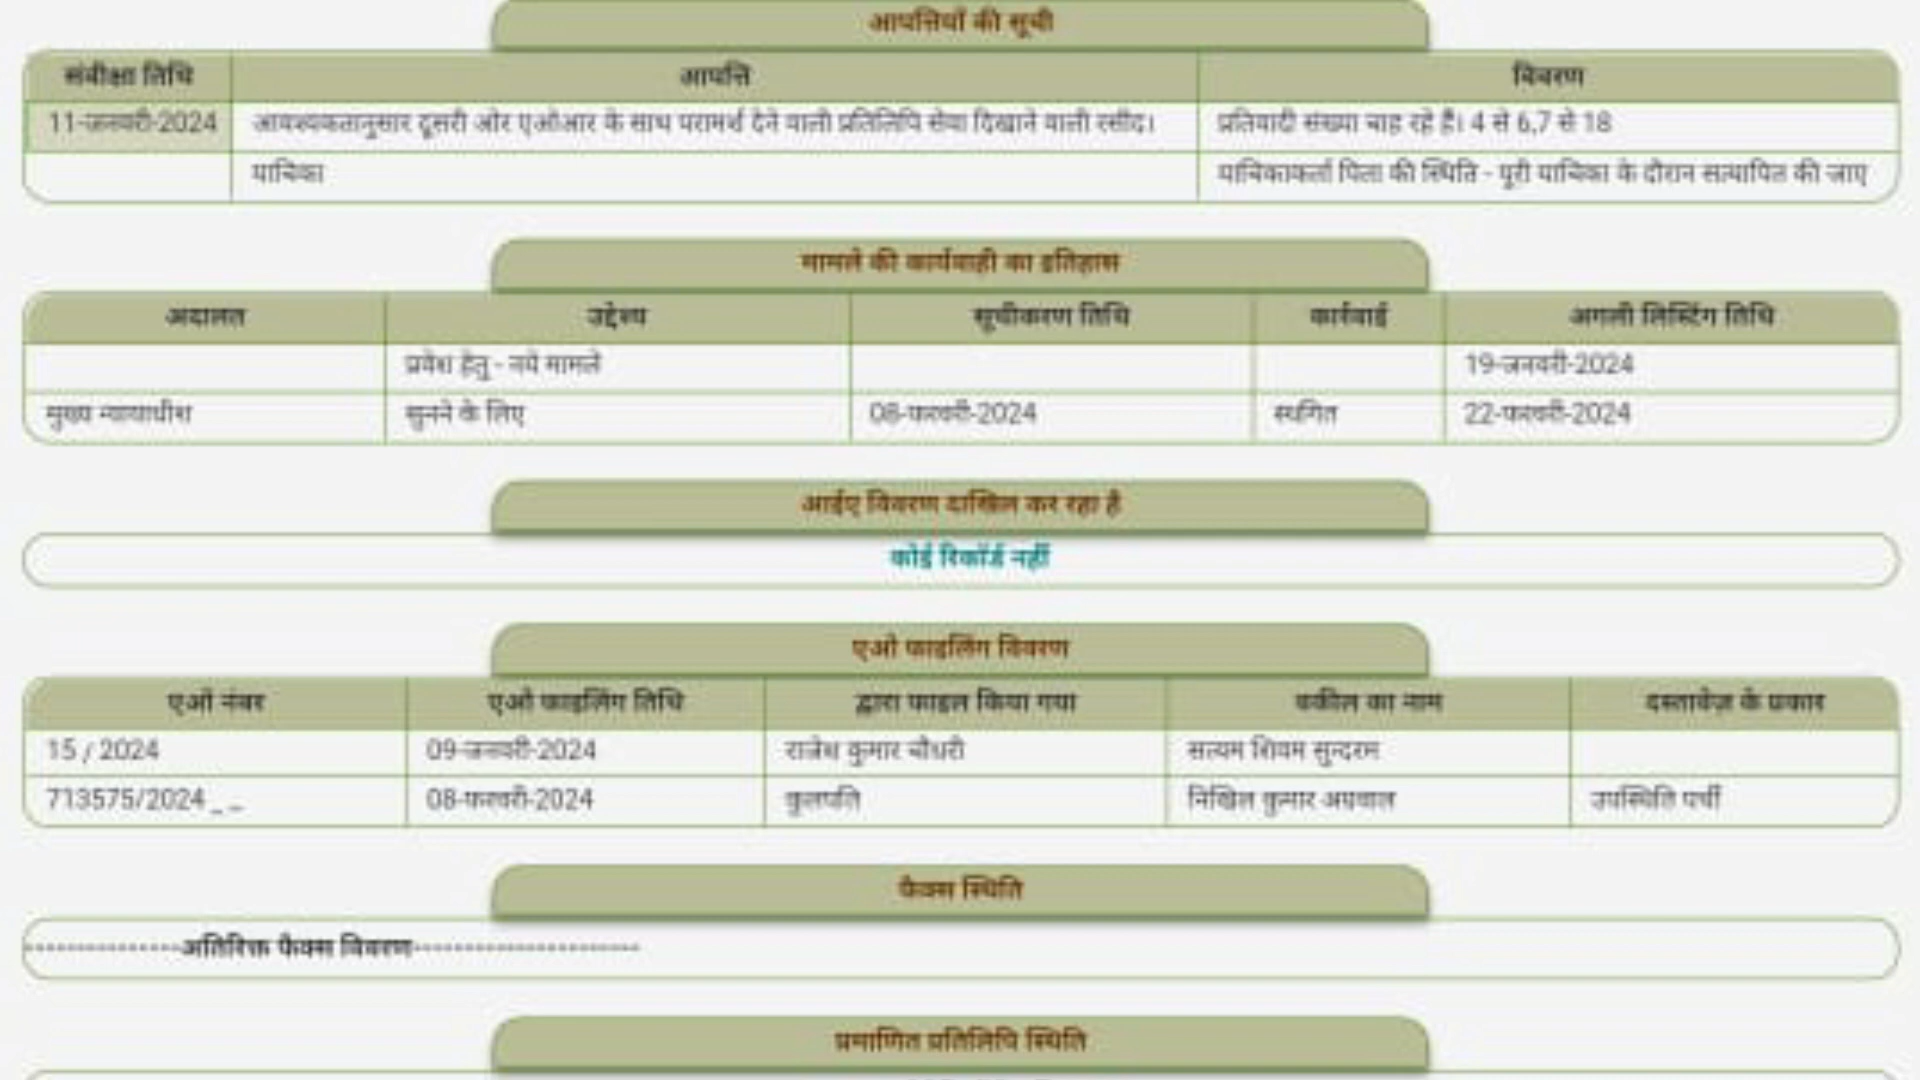 आपत्तियों की सूची
संवीक्षा तिथि आपत्ति विवरण
11-जनवरी-2024 आवश्यकतानुसार दूसरी ओर एओआर के साथ परामर्श देने वाली प्रतिलिपि सेवा दिखाने वाली रसीद। प्रतिवादी संख्या चाह रहे हैं। 4 से 6,7 से 18
याचिका याचिकाकर्ता पिता की स्थिति - पूरी याचिका के दौरान सत्यापित की जाए
मामले की कार्यवाही का इतिहास
अदालत उद्देश्य सूचीकरण तिथि कार्रवाई अगली लिस्टिंग तिथि
प्रवेश हेतु - नये मामले 19-जनवरी-2024
मुख्य न्यायाधीश सुनने के लिए 08-फरवरी-2024 स्थगित 22-फरवरी-2024
आईए विवरण दाखिल कर रहा है
कोई रिकॉर्ड नहीं
एओ फाइलिंग विवरण
एओ नंबर एओ फाइलिंग तिथि द्वारा फाइल किया गया वकील का नाम दस्तावेज़ के प्रकार
15 / 2024 09-जनवरी-2024 राजेश कुमार चौधरी सत्यम शिवम सुन्दरम
713575/2024 _ _ 08-फरवरी-2024 कुलपति निखिल कुमार अग्रवाल उपस्थिति पर्ची
फैक्स स्थिति
-----------------अतिरिक्त फैक्स विवरण-------------------------
प्रमाणित प्रतिलिपि स्थिति